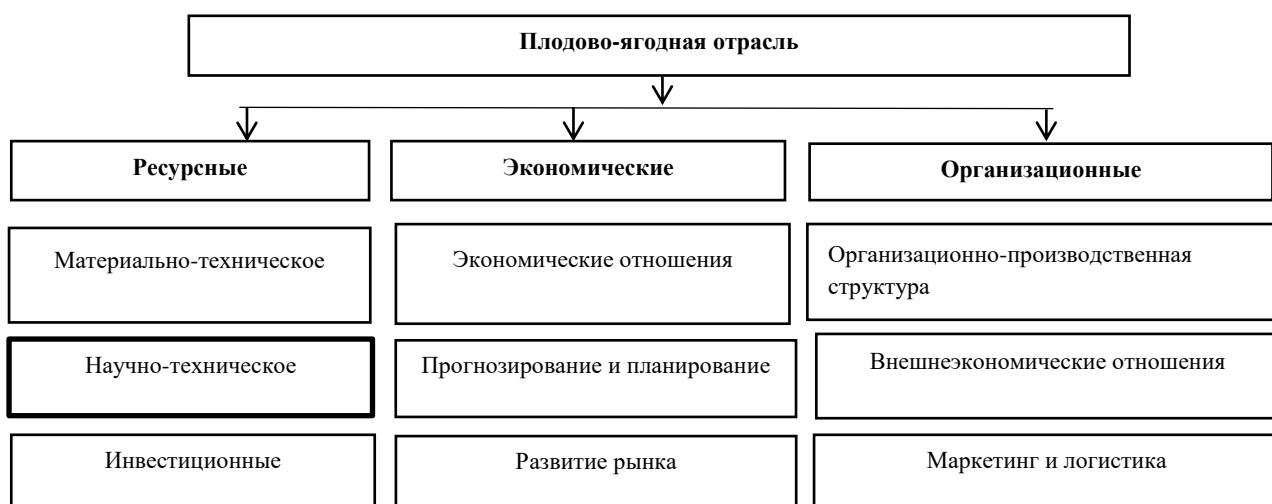 Плодово-ягодная отрасль
Ресурсные
Экономические
Организационные
Материально-техническое
Экономические отношения
Организационно-производственная
структура
Научно-техническое
Прогнозирование и планирование
Внешнеэкономические отношения
Инвестиционные
Развитие рынка
Маркетинг и логистика